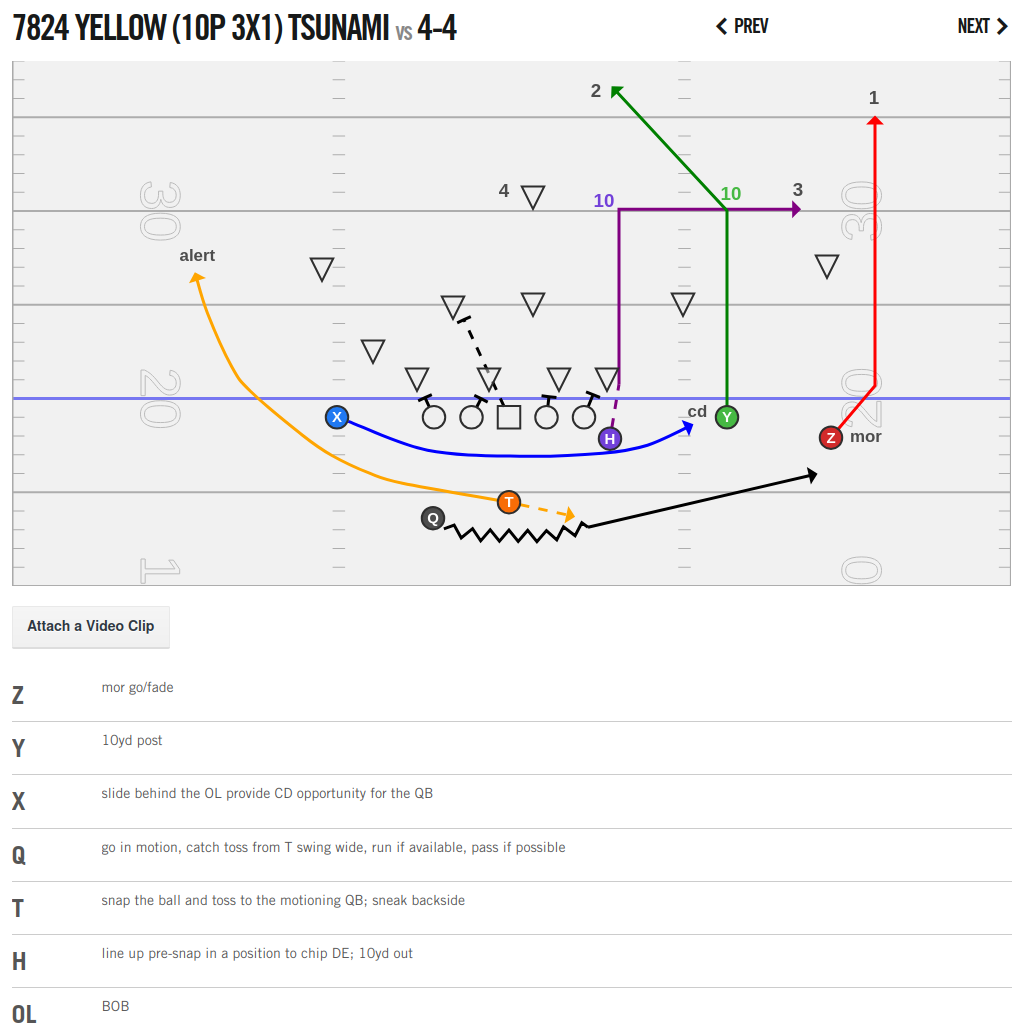 7824 YELLOW (10P 3X1) TSUNAMI vs 4-4
PREV
NEXT
2
1
4
10
10
3
30
30
alert
20
20
X
cd
Y
H
Z
mor
T
Q
1
0
Attach a Video Clip
Z
mor go/fade
Y
10yd post
X
slide behind the OL provide CD opportunity for the QB
Q
go in motion, catch toss from T swing wide, run if available, pass if possible
T
snap the ball and toss to the motioning QB; sneak backside
H
line up pre-snap in a position to chip DE; 10yd out
OL
BOB